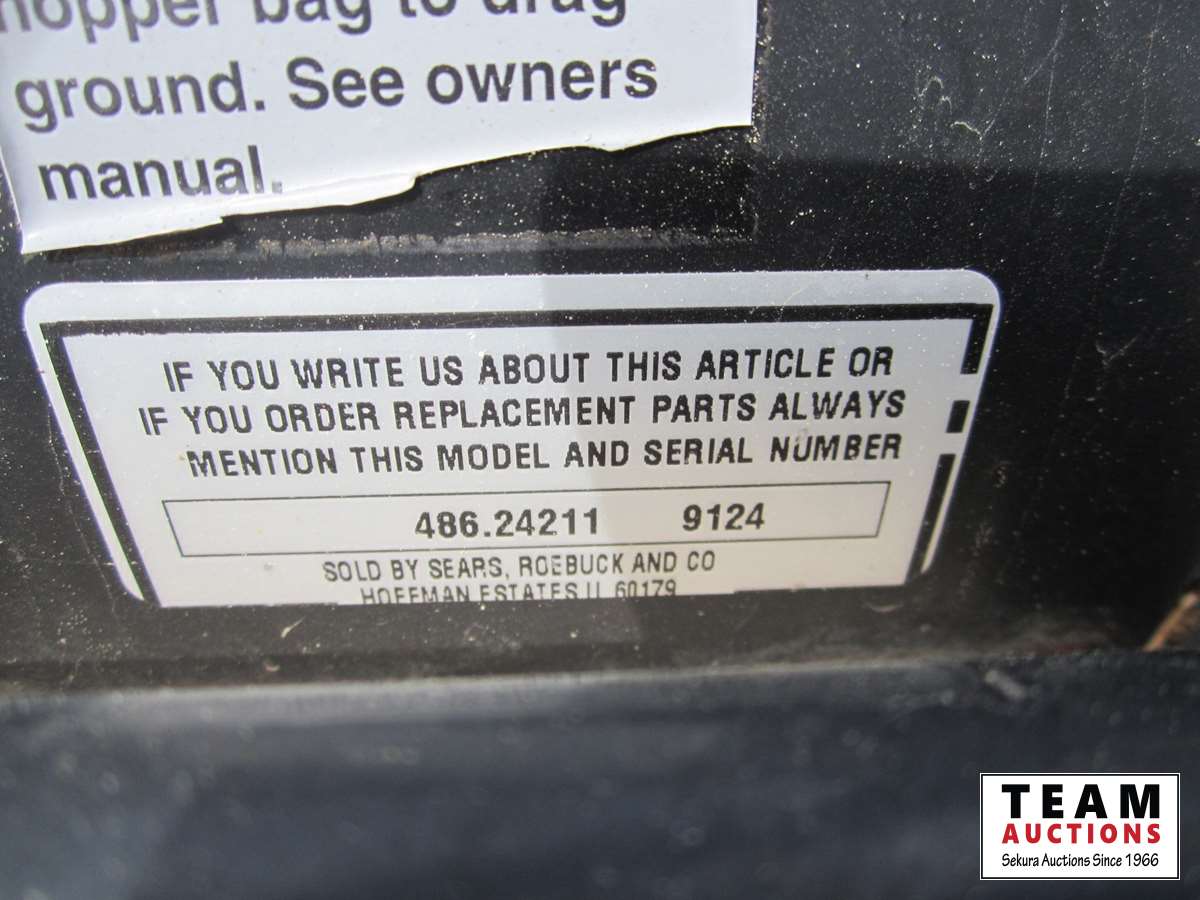 hopper bag to drag
ground. See owners
manual.
IF YOU WRITE US ABOUT THIS ARTICLE OR
IF YOU ORDER REPLACEMENT PARTS ALWAYS
MENTION THIS MODEL AND SERIAL NUMBER
486.24211 9124
SOLD BY SEARS, ROEBUCK AND CO
HOFFMAN ESTATES IL 60179
TEAM
AUCTIONS
Sekura Auctions Since 1966